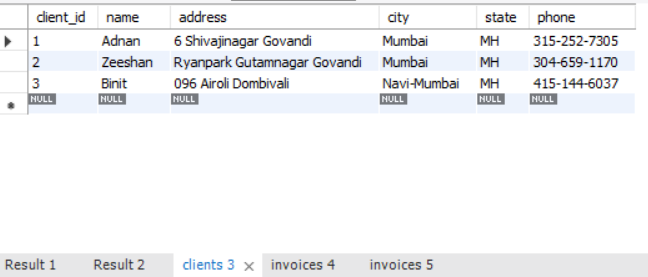 client_id name address city state phone
1 Adnan 6 Shivajinagar Govandi Mumbai MH 315-252-7305
2 Zeeshan Ryanpark Gutamnagar Govandi Mumbai MH 304-659-1170
3 Binit 096 Airoli Dombivali Navi-Mumbai MH 415-144-6037
NULL NULL NULL NULL NULL NULL
Result 1 Result 2 clients 3 invoices 4 invoices 5